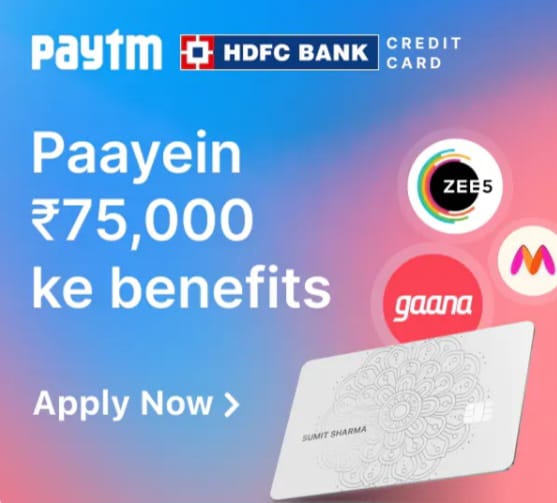 paytm HDFC BANK CREDIT CARD
Paayein
₹75,000
ke benefits
ZEE5
gaana
Apply Now >
SUMIT SHARMA